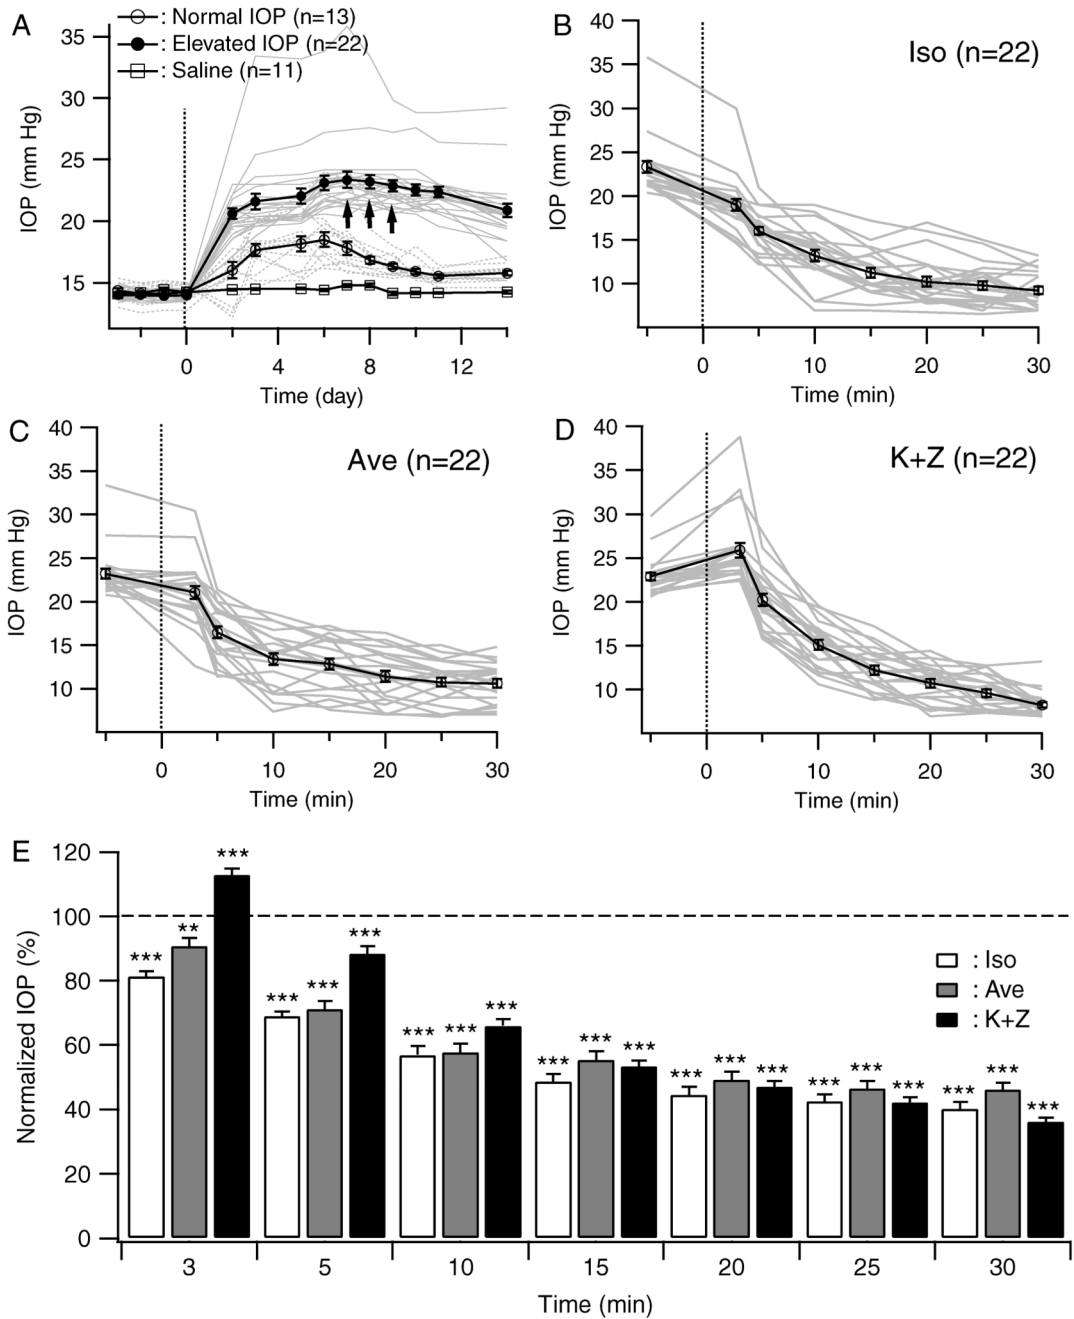 A
: Normal IOP (n=13)
: Elevated IOP (n=22)
: Saline (n=11)
35
30
25
20
15
IOP (mm Hg)
0 4 8 12
Time (day)
B
Iso (n=22)
40
35
30
25
20
15
10
IOP (mm Hg)
0 10 20 30
Time (min)
C
Ave (n=22)
40
35
30
25
20
15
10
IOP (mm Hg)
0 10 20 30
Time (min)
D
K+Z (n=22)
40
35
30
25
20
15
10
IOP (mm Hg)
0 10 20 30
Time (min)
E
120
100
80
60
40
20
0
Normalized IOP (%)
*** ** ***
*** *** ***
*** *** ***
*** *** ***
*** *** ***
*** *** ***
*** *** ***
: Iso
: Ave
: K+Z
3 5 10 15 20 25 30
Time (min)